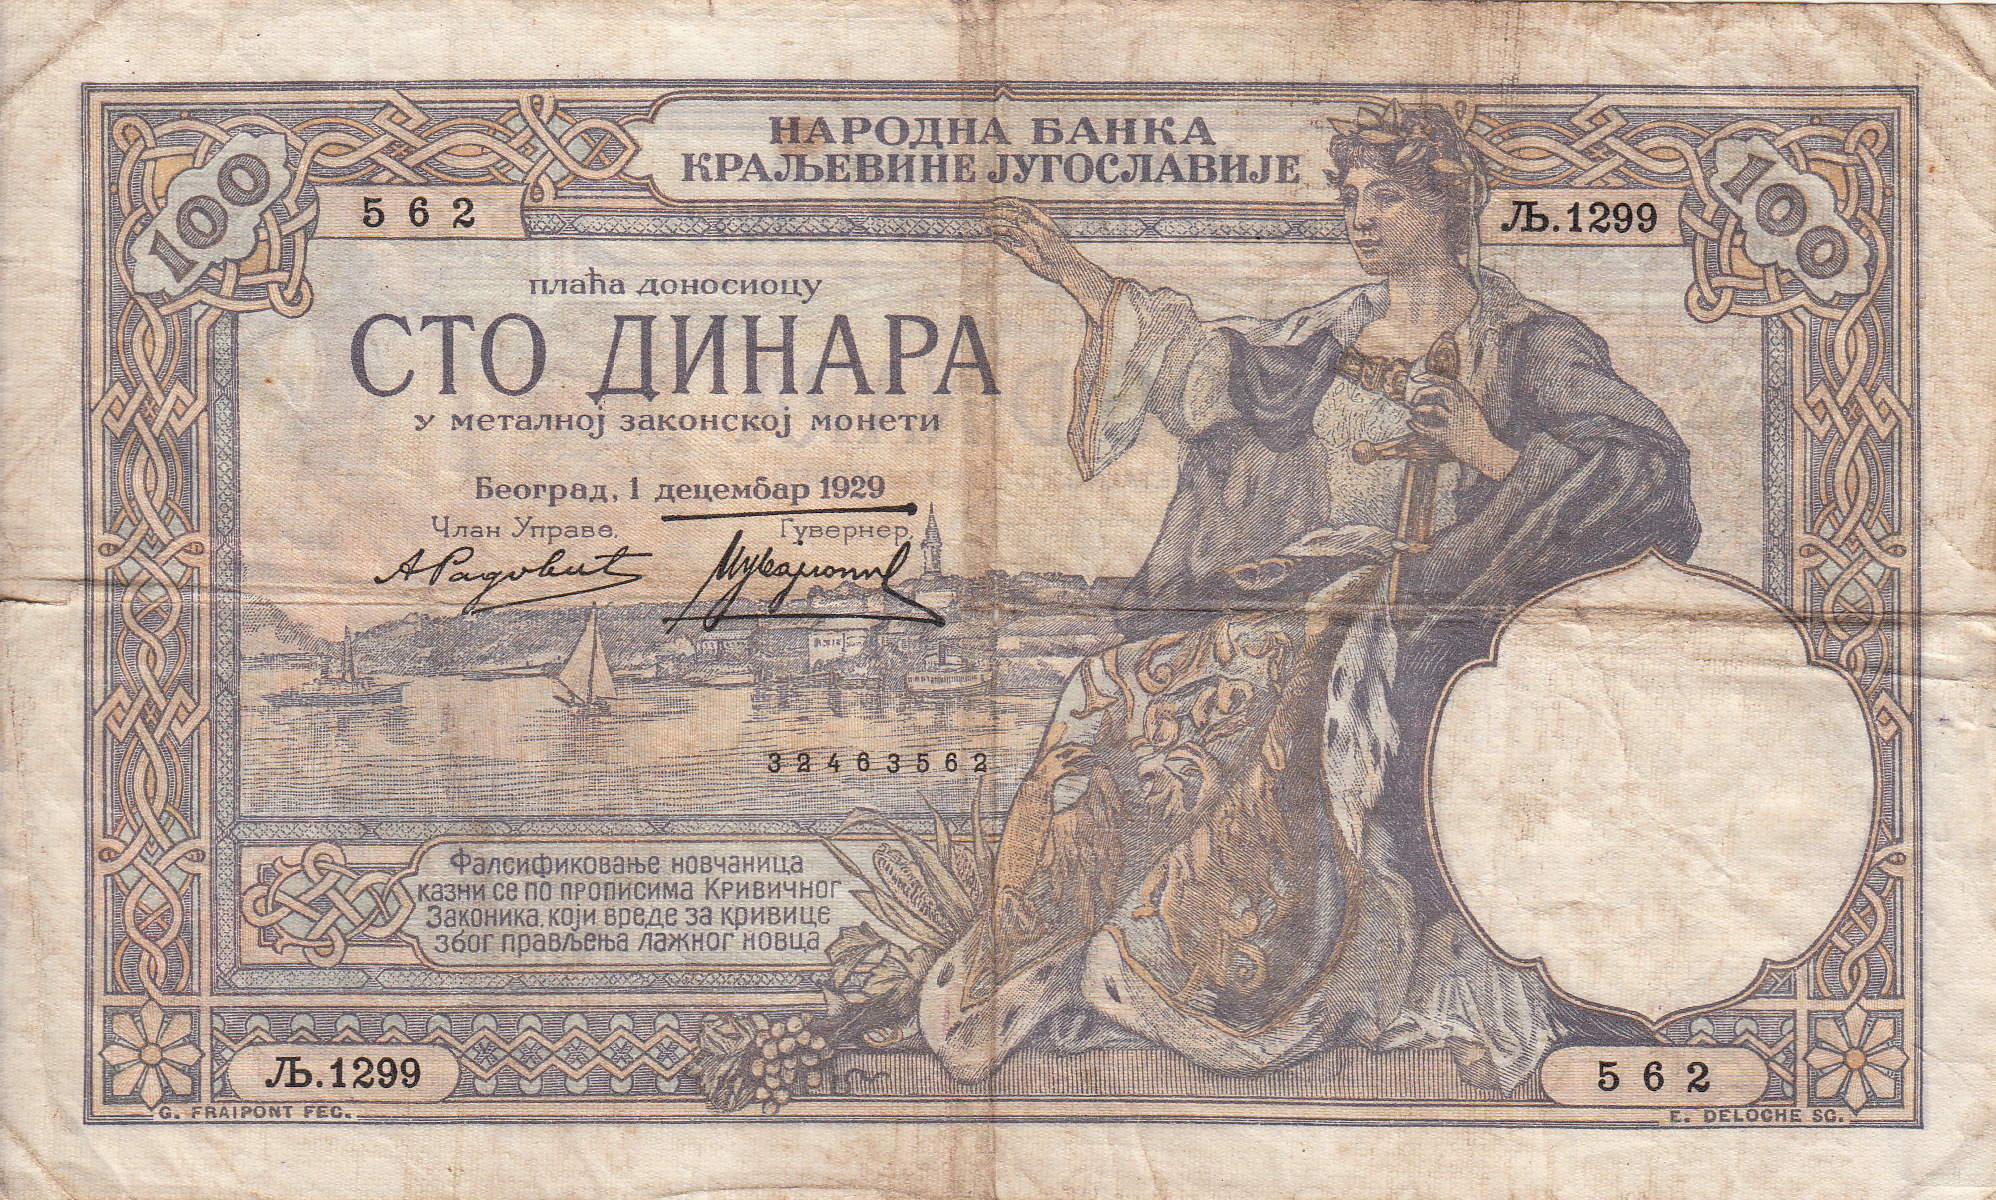 НАРОДНА БАНКА
КРАЉЕВИНЕ ЈУГОСЛАВИЈЕ
100
100
562
Љ.1299
плаћа доносиоцу
СТО ДИНАРА
у металној законској монети
Београд, 1 децембар 1929
Члан Управе,
Гувернер,
А Радовић
32463562
Фалсификовање новчаница
казни се по прописима Кривичног
Законика, који вреде за кривице
због прављења лажног новца
Љ.1299
562
G. FRAIPONT FEC.
E. DELOCHE SC.